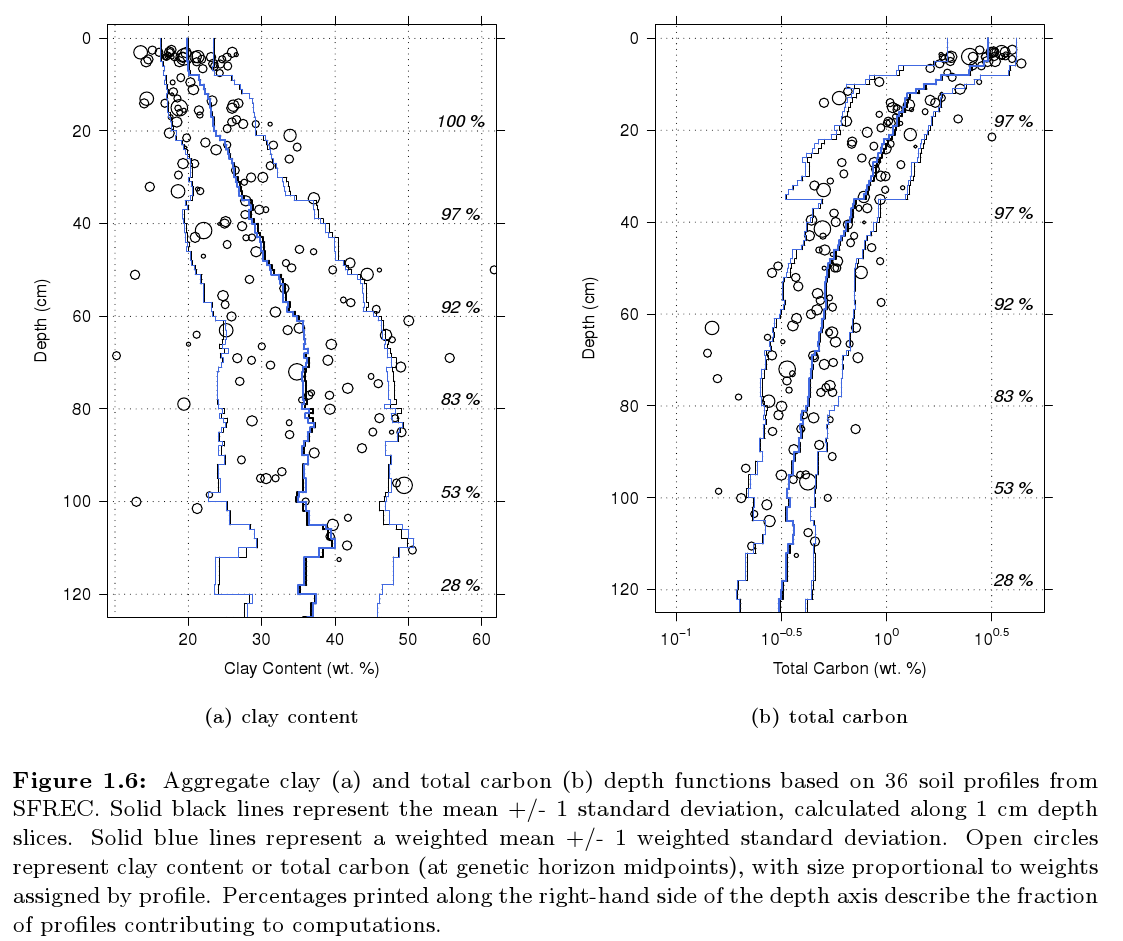 0
20
40
60
80
100
120
Depth (cm)
100 %
97 %
92 %
83 %
53 %
28 %
20 30 40 50 60
Clay Content (wt. %)
(a) clay content
0
20
40
60
80
100
120
Depth (cm)
97 %
97 %
92 %
83 %
53 %
28 %
10⁻¹ 10⁻⁰·⁵ 10⁰ 10⁰·⁵
Total Carbon (wt. %)
(b) total carbon
Figure 1.6: Aggregate clay (a) and total carbon (b) depth functions based on 36 soil profiles from
SFREC. Solid black lines represent the mean +/- 1 standard deviation, calculated along 1 cm depth
slices. Solid blue lines represent a weighted mean +/- 1 weighted standard deviation. Open circles
represent clay content or total carbon (at genetic horizon midpoints), with size proportional to weights
assigned by profile. Percentages printed along the right-hand side of the depth axis describe the fraction
of profiles contributing to computations.